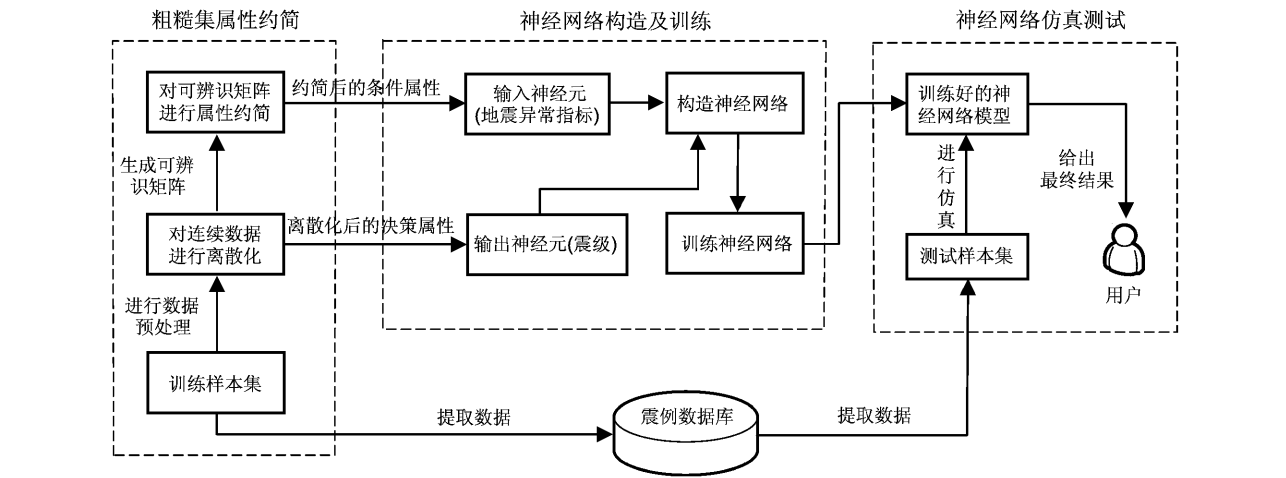 粗糙集属性约简
神经网络构造及训练
神经网络仿真测试
对可辨识矩阵
进行属性约简
约简后的条件属性
输入神经元
(地震异常指标)
构造神经网络
训练好的神
经网络模型
生成可辨
识矩阵
进行仿真
给出
最终结果
对连续数据
进行离散化
离散化后的决策属性
输出神经元(震级)
训练神经网络
测试样本集
用户
进行数据
预处理
训练样本集
提取数据
震例数据库
提取数据